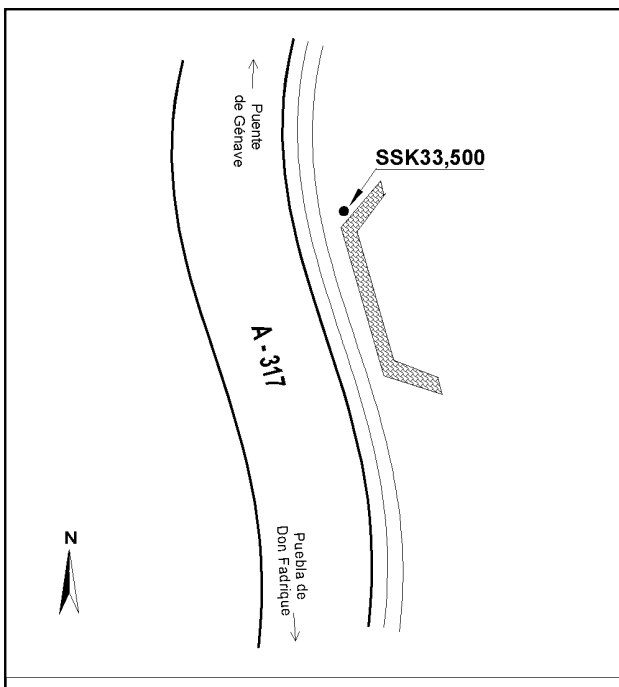 Puente
de Génave
SSK33,500
A - 317
N
Puebla de
Don Fadrique